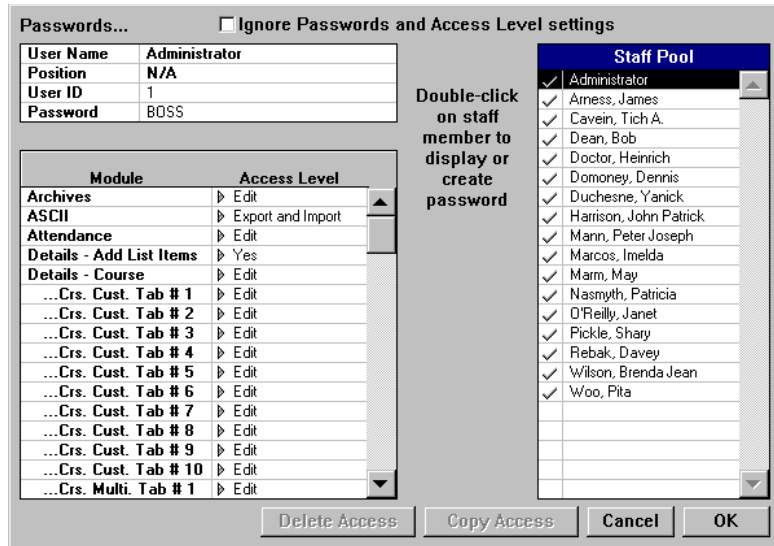 Passwords...
Ignore Passwords and Access Level settings
User Name Administrator
Position N/A
User ID 1
Password BOSS
Double-click
on staff
member to
display or
create
password
Module Access Level
Archives Edit
ASCII Export and Import
Attendance Edit
Details - Add List Items Yes
Details - Course Edit
...Crs. Cust. Tab # 1 Edit
...Crs. Cust. Tab # 2 Edit
...Crs. Cust. Tab # 3 Edit
...Crs. Cust. Tab # 4 Edit
...Crs. Cust. Tab # 5 Edit
...Crs. Cust. Tab # 6 Edit
...Crs. Cust. Tab # 7 Edit
...Crs. Cust. Tab # 8 Edit
...Crs. Cust. Tab # 9 Edit
...Crs. Cust. Tab # 10 Edit
...Crs. Multi. Tab # 1 Edit
Staff Pool
Administrator
Arness, James
Cavein, Tich A.
Dean, Bob
Doctor, Heinrich
Domoney, Dennis
Duchesne, Yanick
Harrison, John Patrick
Mann, Peter Joseph
Marcos, Imelda
Marm, May
Nasmyth, Patricia
O'Reilly, Janet
Pickle, Shary
Rebak, Davey
Wilson, Brenda Jean
Woo, Pita
Delete Access
Copy Access
Cancel
OK